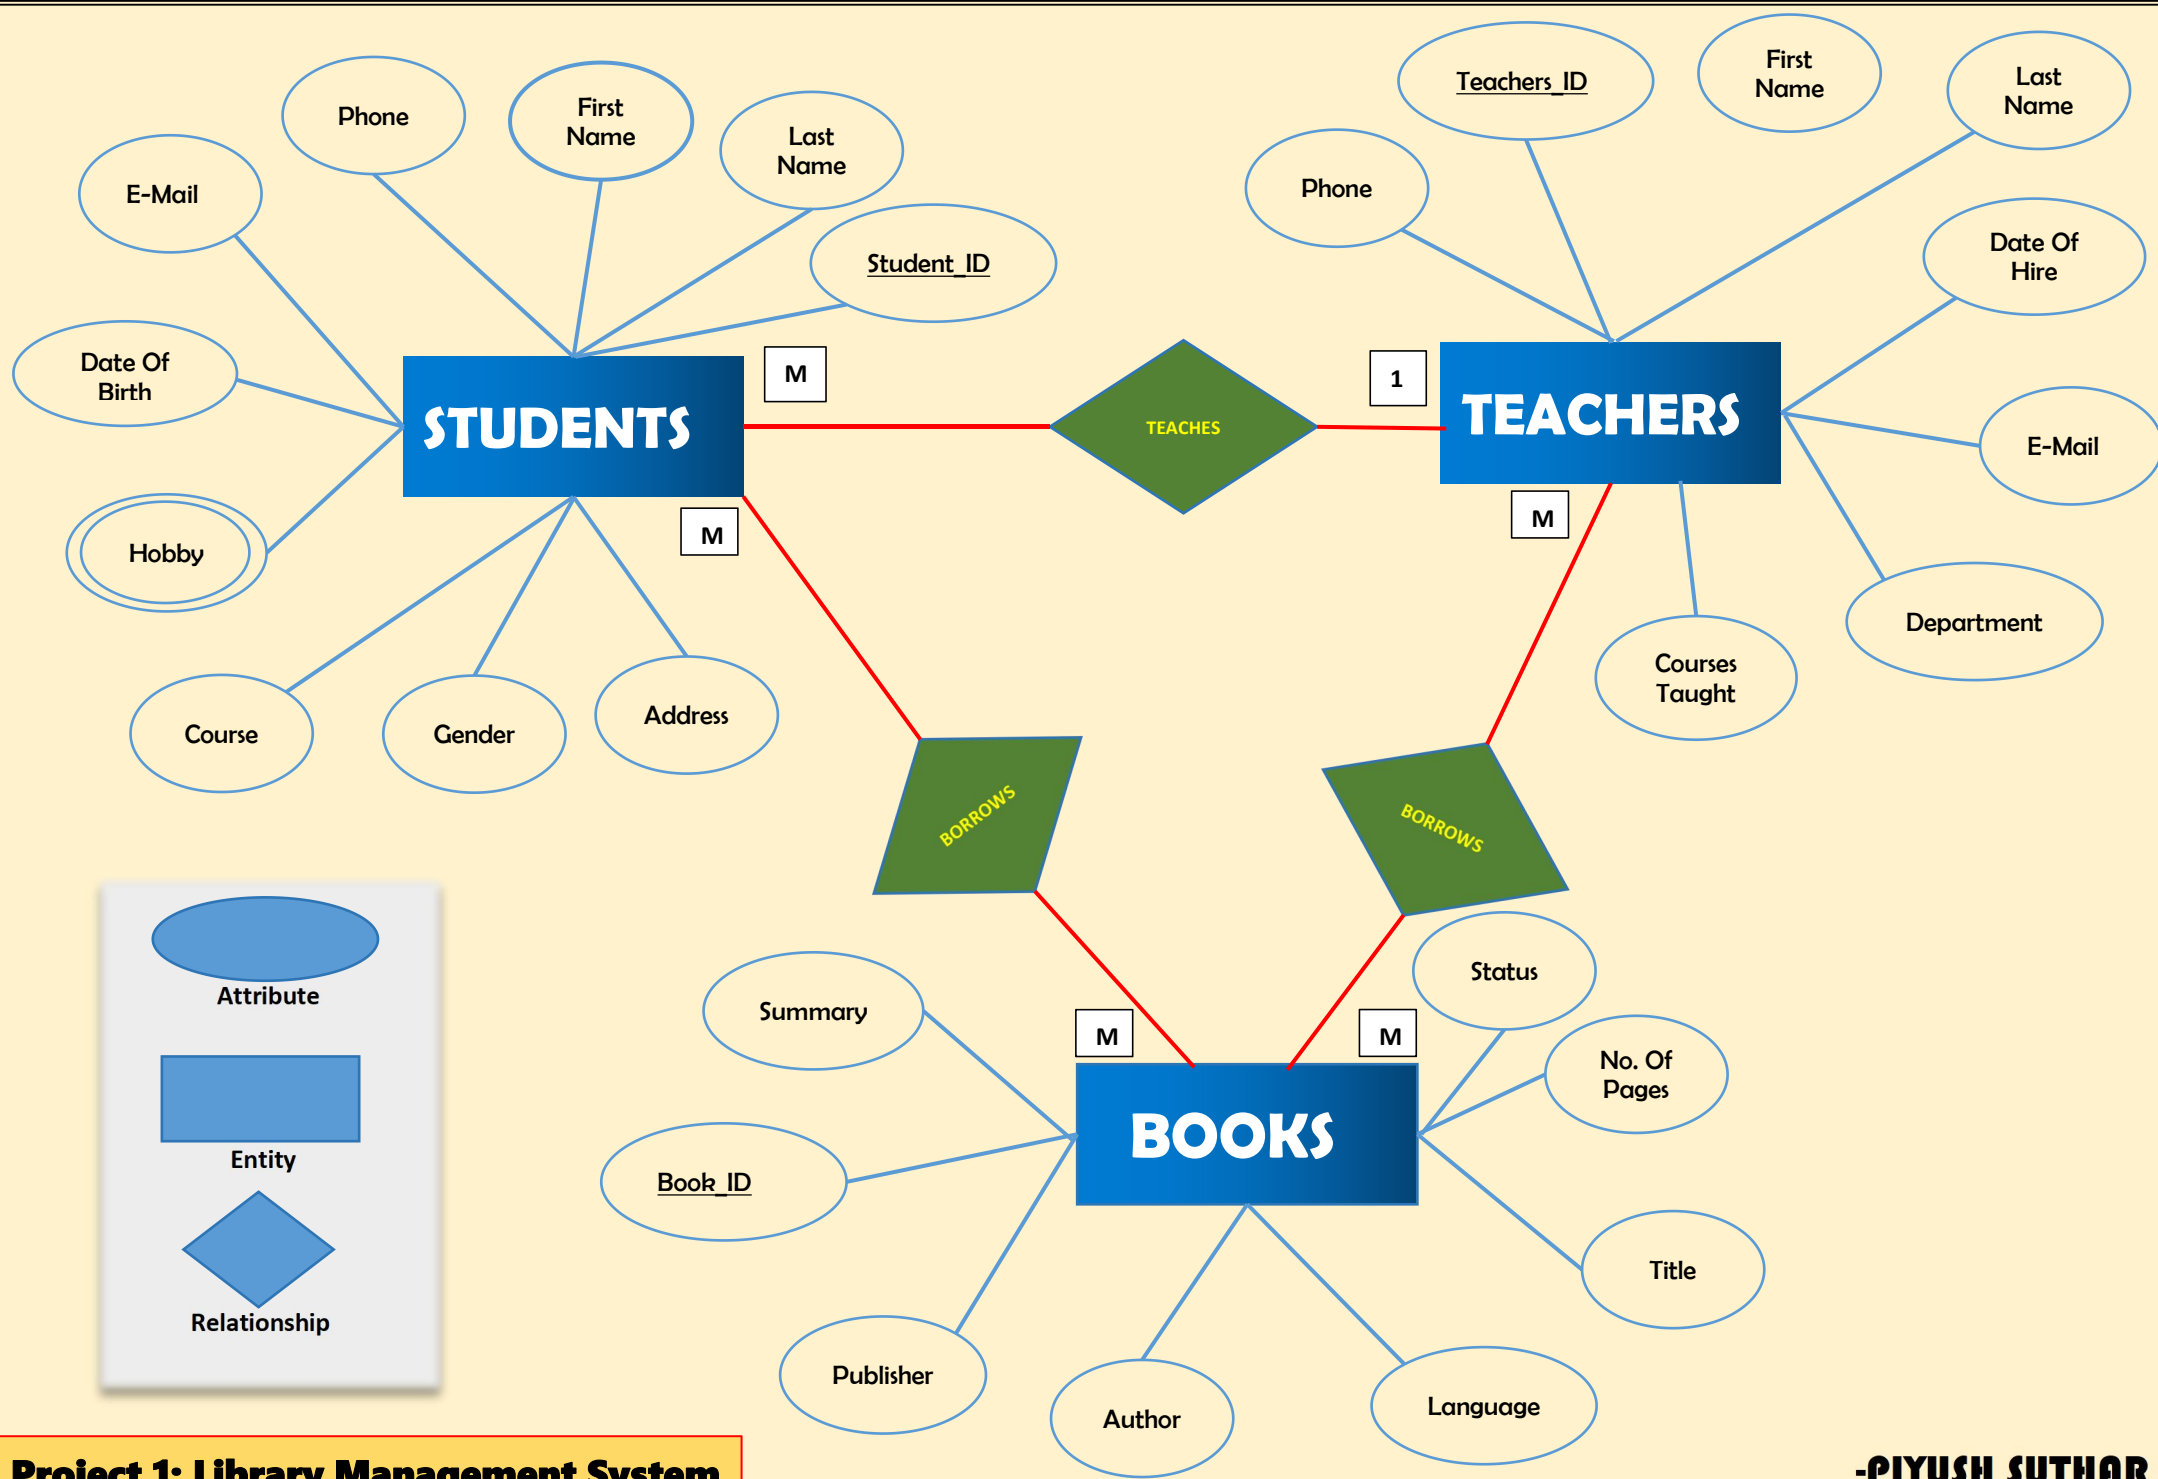 Teachers_ID
First
Name
Last
Name
Phone
First
Name
Last
Name
Phone
E-Mail
Student_ID
Date Of
Hire
Date Of
Birth
M
1
STUDENTS
TEACHES
TEACHERS
E-Mail
M
M
Hobby
Department
Courses
Taught
Course
Gender
Address
BORROWS
BORROWS
Attribute
Entity
Relationship
Summary
Status
M
M
No. Of
Pages
BOOKS
Book_ID
Title
Publisher
Author
Language
Project 1: Library Management System
-PIYUSH SUTHAR